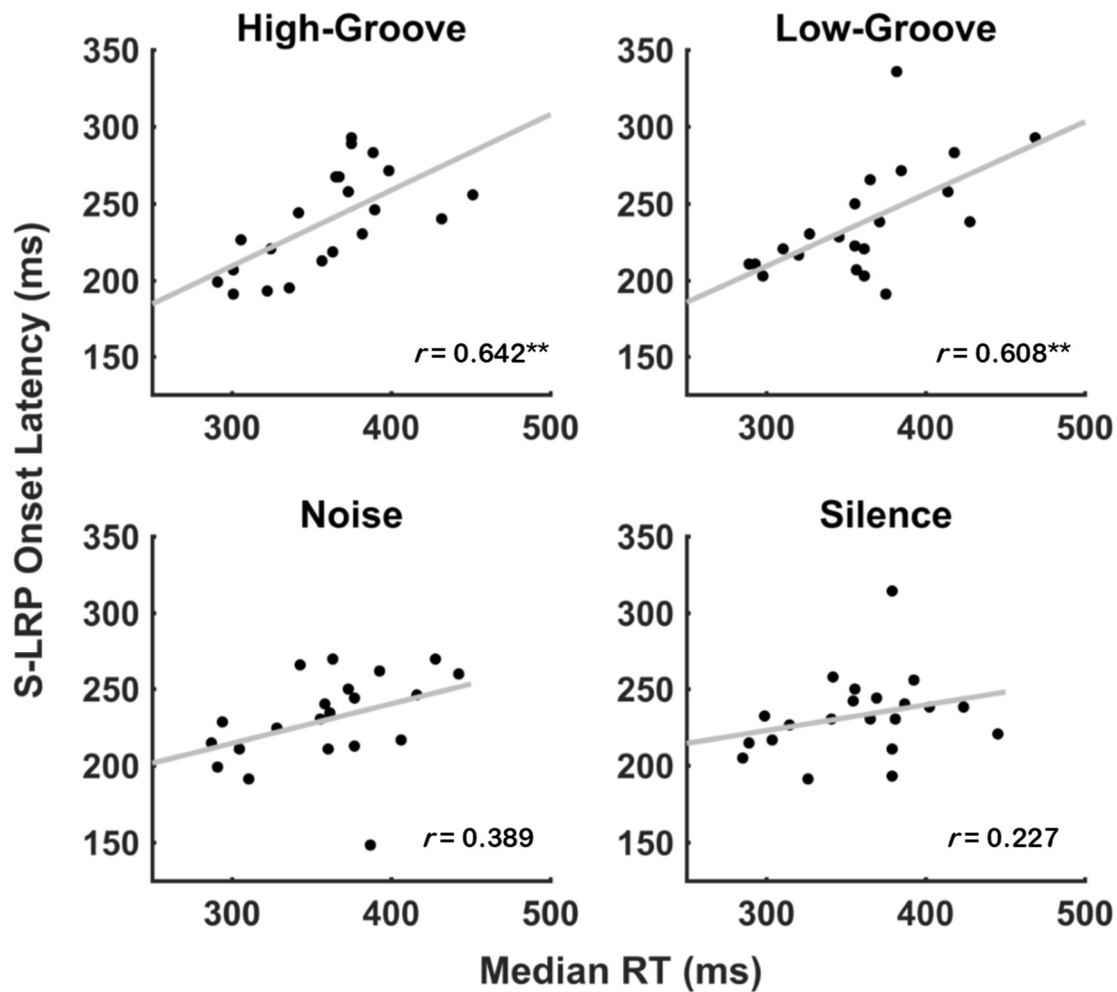 High-Groove
Low-Groove
S-LRP Onset Latency (ms)
350
300
250
200
150
300 400 500
r = 0.642**
350
300
250
200
150
300 400 500
r = 0.608**
Noise
Silence
350
300
250
200
150
300 400 500
r = 0.389
350
300
250
200
150
300 400 500
r = 0.227
Median RT (ms)